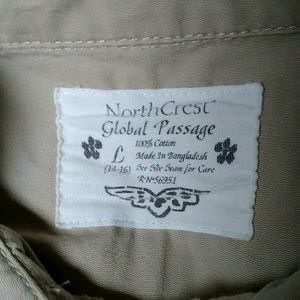 NorthCrest
Global Passage
100% Cotton
L Made In Bangladesh
(14-16) See Side Seam for Care
RN#56951